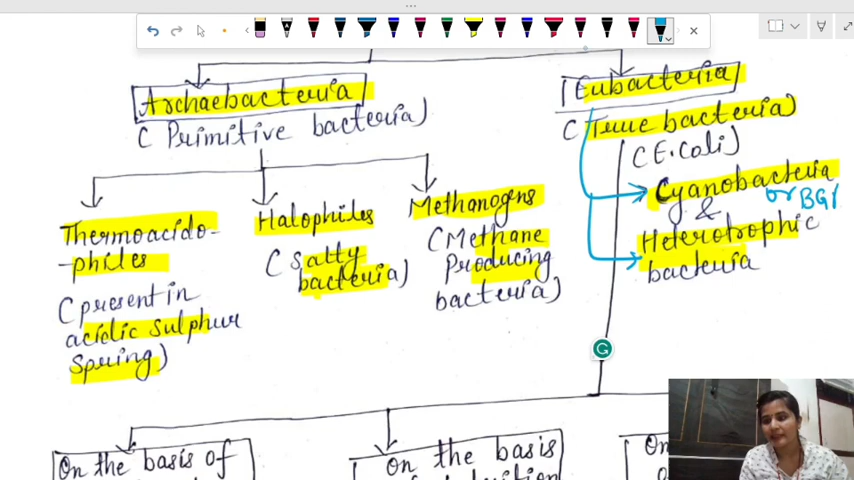 Archaebacteria
( Primitive bacteria)
Thermoacido-
-philes
(present in
acidic sulphur
Spring)
Halophiles
( Salty
bacteria)
Methanogens
(Methane
Producing
bacteria)
Eubacteria
( True bacteria)
(E.coli)
Cyanobacteria
or BGA
&
Heterotrophic
bacteria
On the basis of
On the basis
On